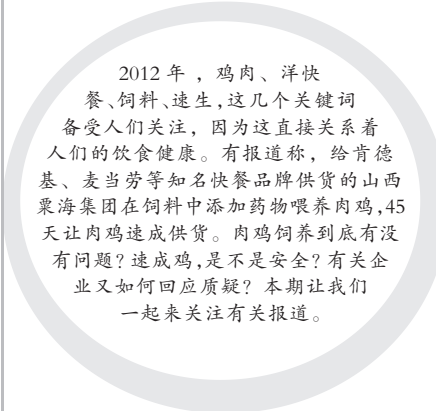 2012 年 ，鸡肉、洋快
餐、饲料、速生,这几个关键词
备受人们关注，因为这直接关系着
人们的饮食健康。有报道称，给肯德
基、麦当劳等知名快餐品牌供货的山西
粟海集团在饲料中添加药物喂养肉鸡,45
天让肉鸡速成供货。肉鸡饲养到底有没
有问题？速成鸡,是不是安全？有关企
业又如何回应质疑？本期让我们
一起来关注有关报道。